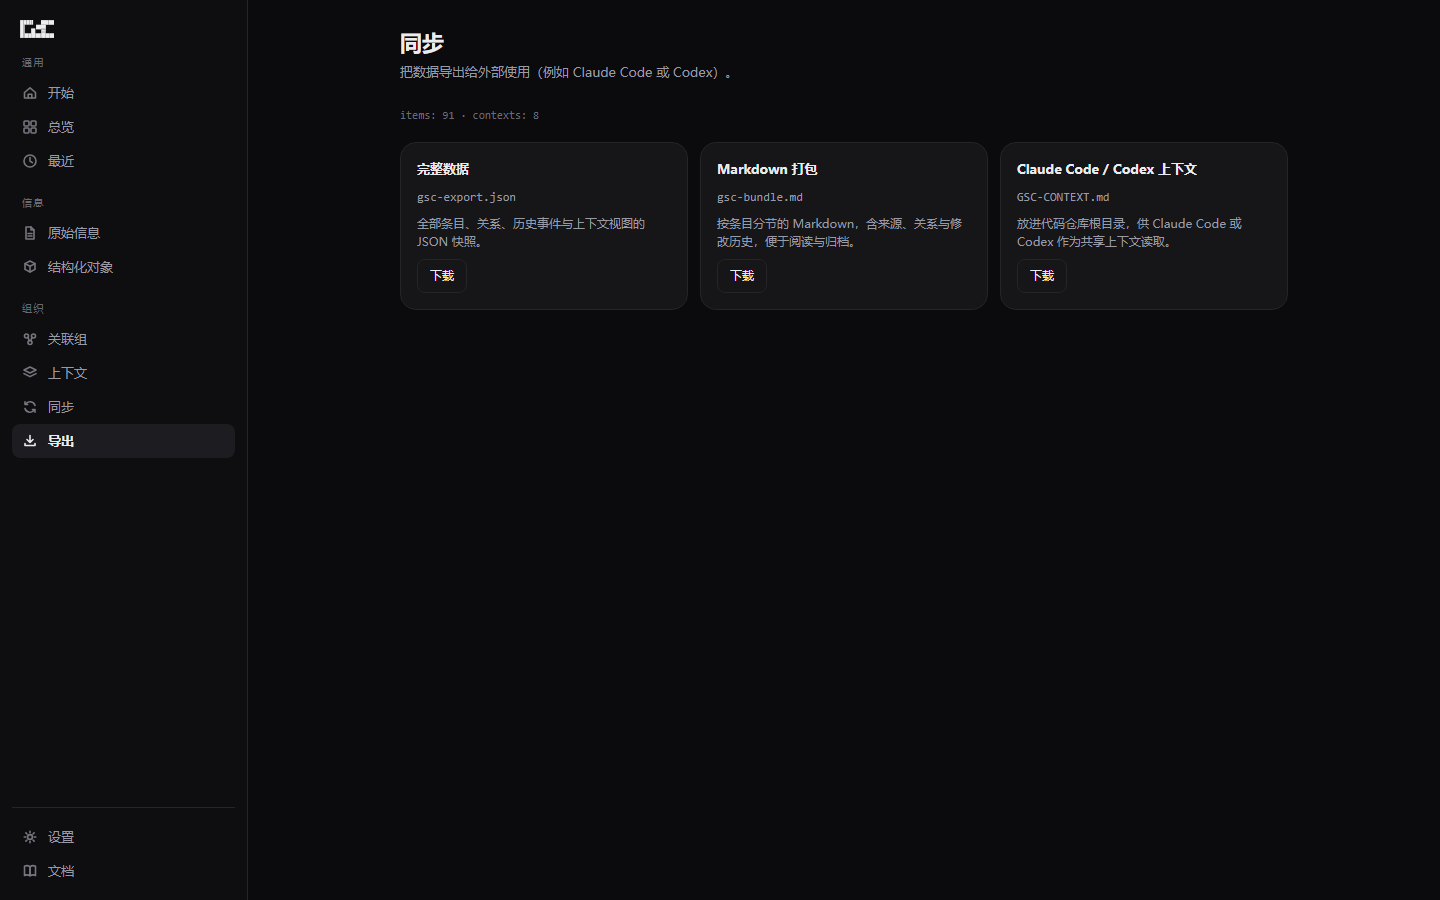 GSC
通用
开始
总览
最近
信息
原始信息
结构化对象
组织
关联组
上下文
同步
导出
设置
文档
同步
把数据导出给外部使用（例如 Claude Code 或 Codex）。
items: 91 · contexts: 8
完整数据
gsc-export.json
全部条目、关系、历史事件与上下文视图的
JSON 快照。
下载
Markdown 打包
gsc-bundle.md
按条目分节的 Markdown，含来源、关系与修
改历史，便于阅读与归档。
下载
Claude Code / Codex 上下文
GSC-CONTEXT.md
放进代码仓库根目录，供 Claude Code 或
Codex 作为共享上下文读取。
下载